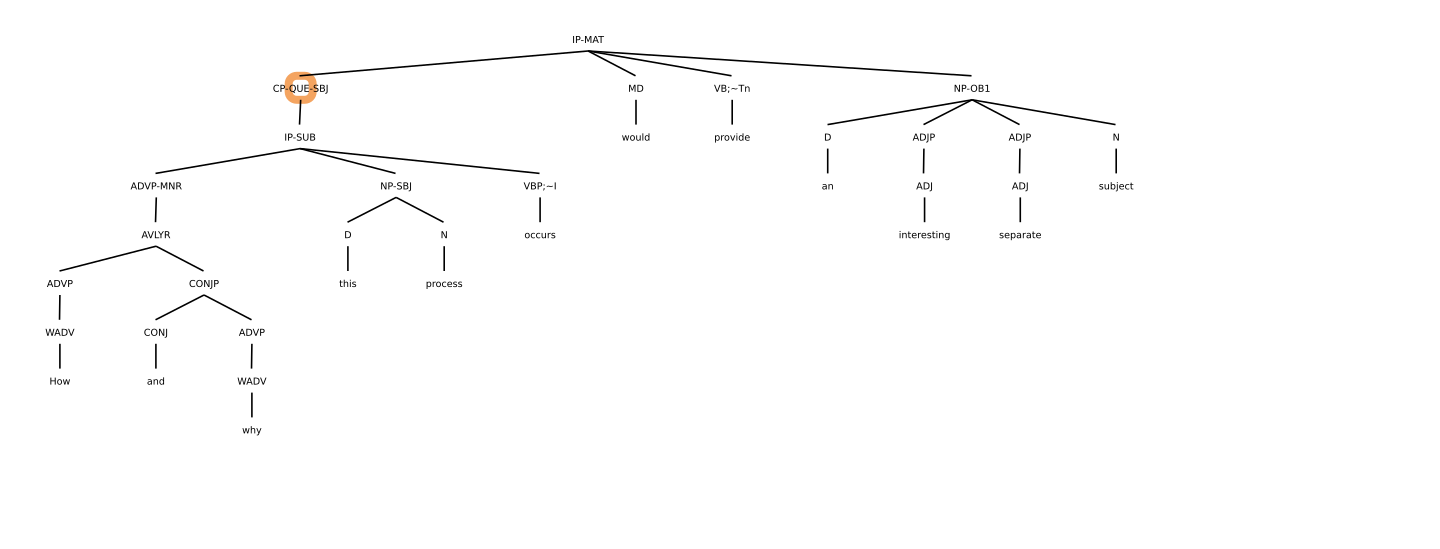 IP-MAT
CP-QUE-SBJ MD VB;~Tn NP-OB1
IP-SUB would provide D ADJP ADJP N
ADVP-MNR NP-SBJ VBP;~I an ADJ ADJ subject
AVLYR D N occurs interesting separate
ADVP CONJP this process
WADV CONJ ADVP
How and WADV
why